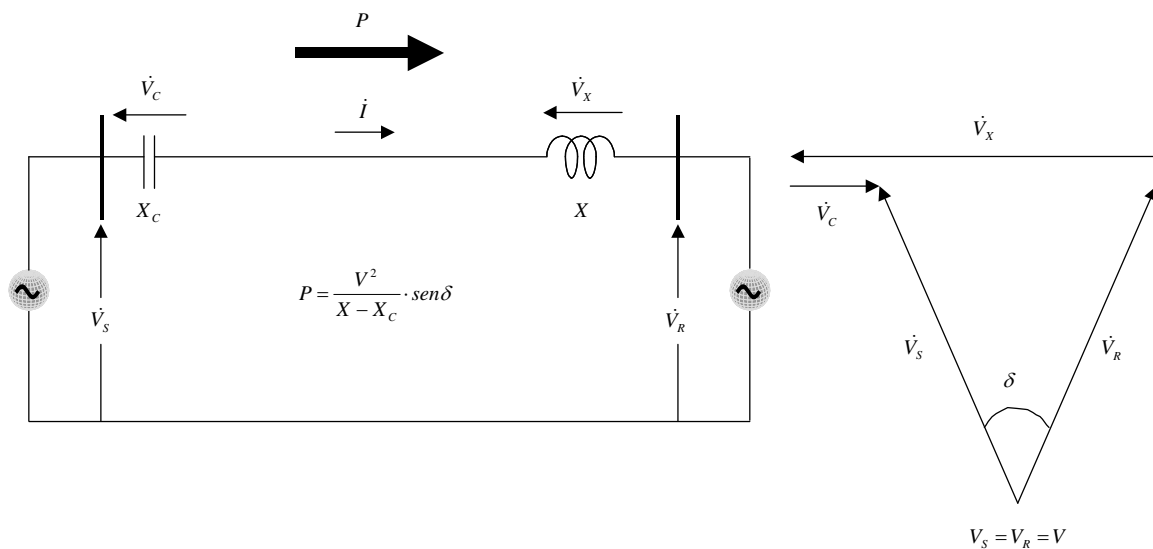 P
V̇_C
İ
V̇_X
V̇_X
X_C
X
V̇_C
P = V² / (X − X_C) · senδ
V̇_S
V̇_R
V̇_S
V̇_R
δ
V_S = V_R = V